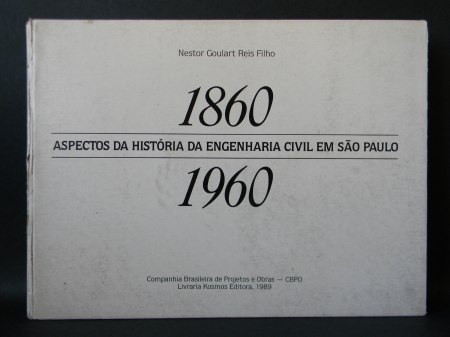 Nestor Goulart Reis Filho
1860
ASPECTOS DA HISTÓRIA DA ENGENHARIA CIVIL EM SÃO PAULO
1960
Companhia Brasileira de Projetos e Obras — CBPO
Livraria Kosmos Editora, 1989